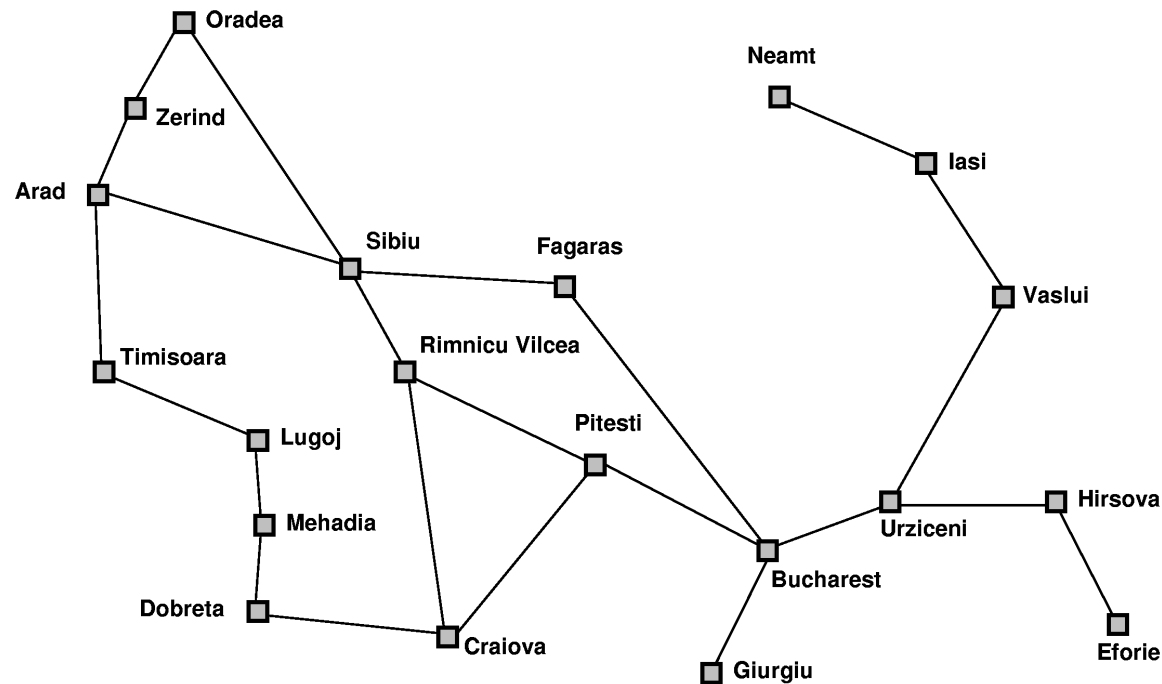 Oradea
Neamt
Zerind
Iasi
Arad
Sibiu
Fagaras
Vaslui
Timisoara
Rimnicu Vilcea
Pitesti
Lugoj
Hirsova
Mehadia
Urziceni
Bucharest
Dobreta
Craiova
Eforie
Giurgiu